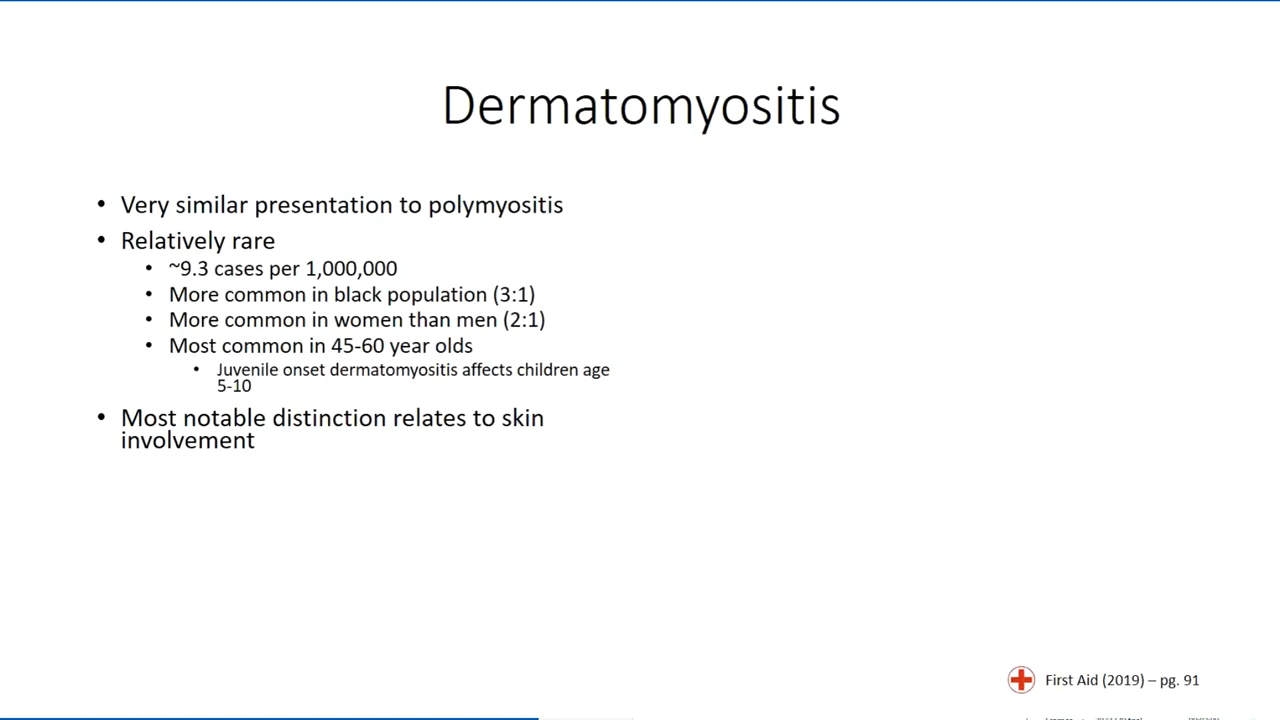 Dermatomyositis
• Very similar presentation to polymyositis
• Relatively rare
• ~9.3 cases per 1,000,000
• More common in black population (3:1)
• More common in women than men (2:1)
• Most common in 45-60 year olds
• Juvenile onset dermatomyositis affects children age
5-10
• Most notable distinction relates to skin
involvement
First Aid (2019) – pg. 91